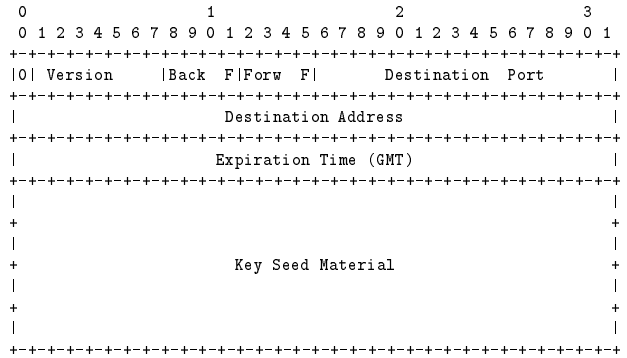 0                   1                   2                   3
 0 1 2 3 4 5 6 7 8 9 0 1 2 3 4 5 6 7 8 9 0 1 2 3 4 5 6 7 8 9 0 1
+-+-+-+-+-+-+-+-+-+-+-+-+-+-+-+-+-+-+-+-+-+-+-+-+-+-+-+-+-+-+-+-+
|0| Version     |Back  F|Forw  F|       Destination  Port       |
+-+-+-+-+-+-+-+-+-+-+-+-+-+-+-+-+-+-+-+-+-+-+-+-+-+-+-+-+-+-+-+-+
|                      Destination Address                      |
+-+-+-+-+-+-+-+-+-+-+-+-+-+-+-+-+-+-+-+-+-+-+-+-+-+-+-+-+-+-+-+-+
|                     Expiration Time (GMT)                     |
+-+-+-+-+-+-+-+-+-+-+-+-+-+-+-+-+-+-+-+-+-+-+-+-+-+-+-+-+-+-+-+-+
|                                                               |
+                                                               +
|                                                               |
+                       Key Seed Material                       +
|                                                               |
+                                                               +
|                                                               |
+-+-+-+-+-+-+-+-+-+-+-+-+-+-+-+-+-+-+-+-+-+-+-+-+-+-+-+-+-+-+-+-+